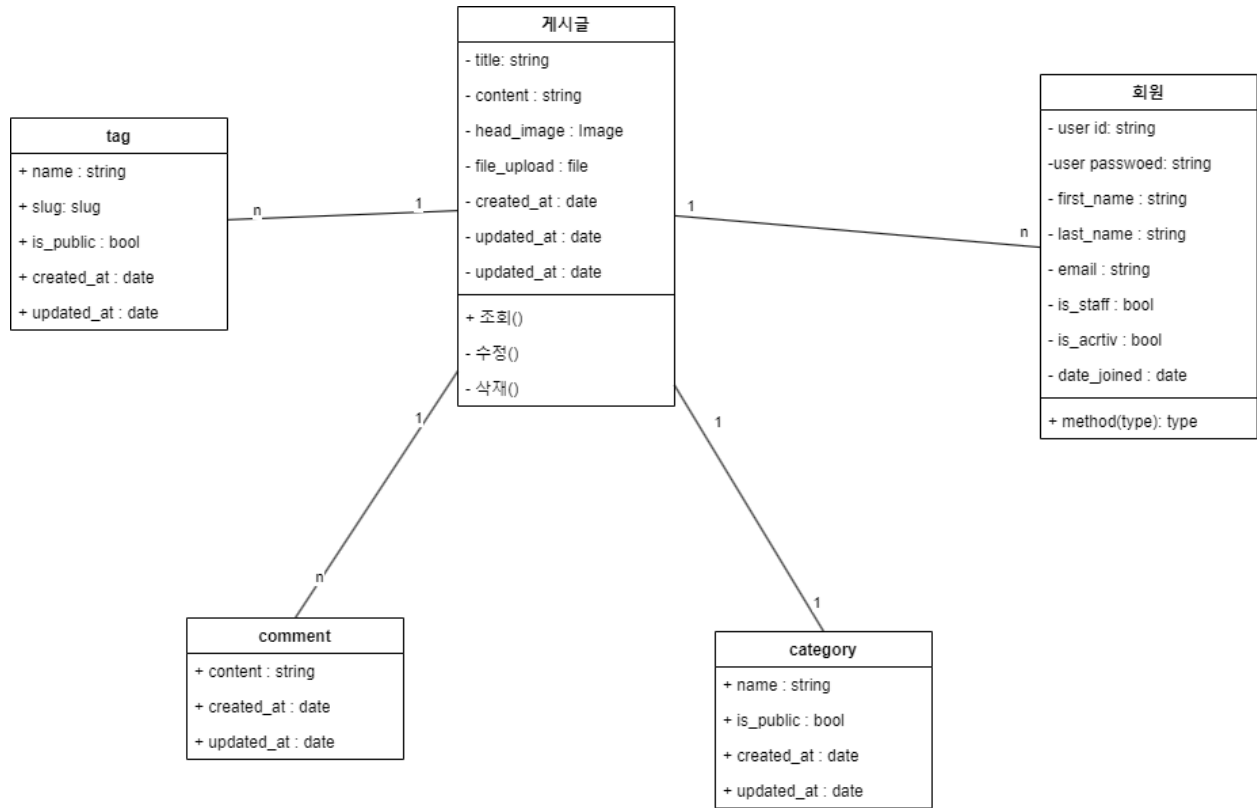 게시글
- title: string
- content : string
- head_image : Image
- file_upload : file
- created_at : date
- updated_at : date
- updated_at : date
+ 조회()
- 수정()
- 삭재()
회원
- user id: string
-user passwoed: string
- first_name : string
- last_name : string
- email : string
- is_staff : bool
- is_acrtiv : bool
- date_joined : date
+ method(type): type
tag
+ name : string
+ slug: slug
+ is_public : bool
+ created_at : date
+ updated_at : date
n
1
1
n
1
n
1
1
comment
+ content : string
+ created_at : date
+ updated_at : date
category
+ name : string
+ is_public : bool
+ created_at : date
+ updated_at : date